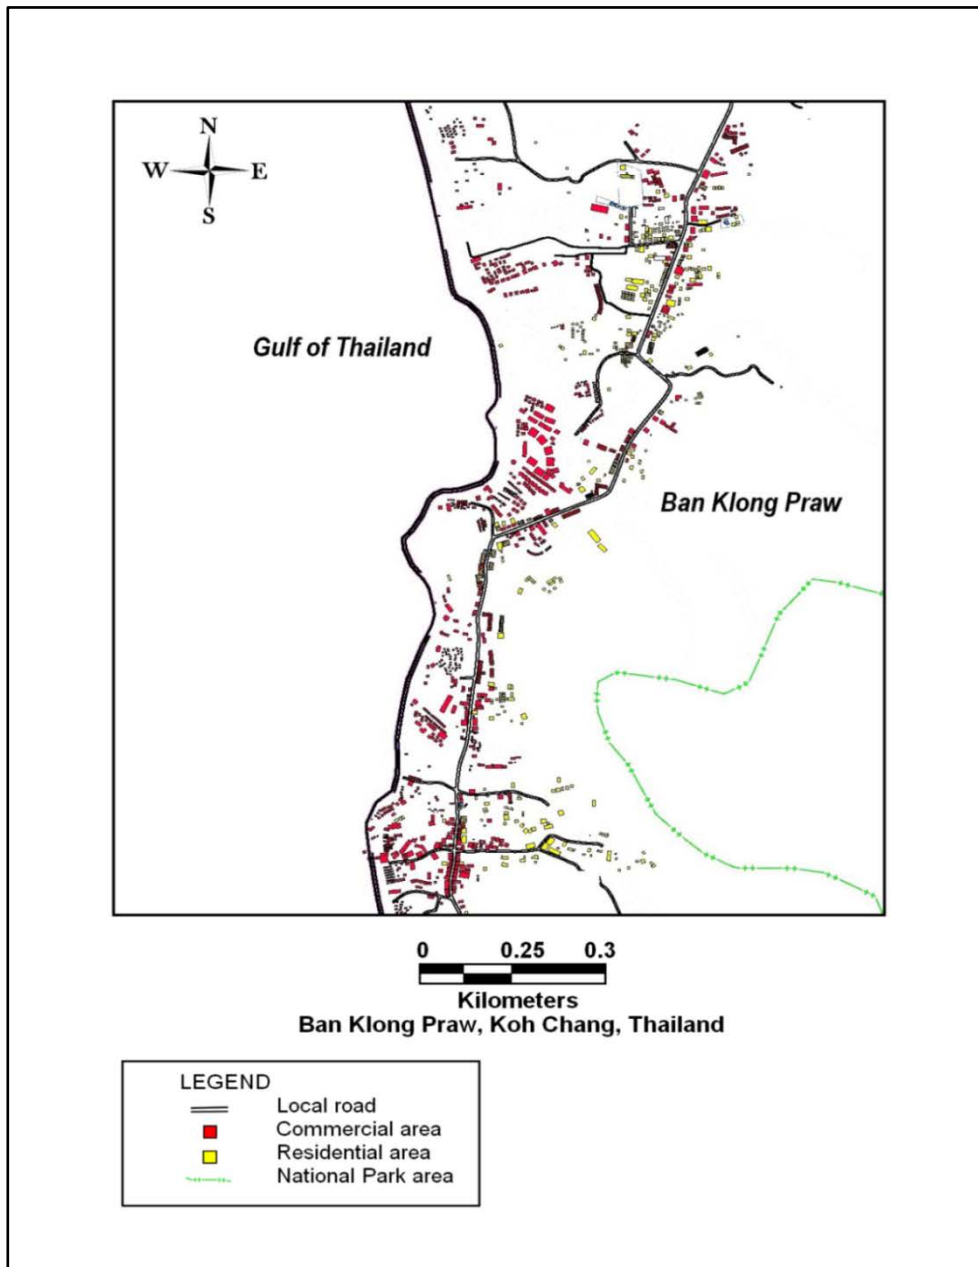 N
W E
S
Gulf of Thailand
Ban Klong Praw
0 0.25 0.3
Kilometers
Ban Klong Praw, Koh Chang, Thailand
LEGEND
Local road
Commercial area
Residential area
National Park area